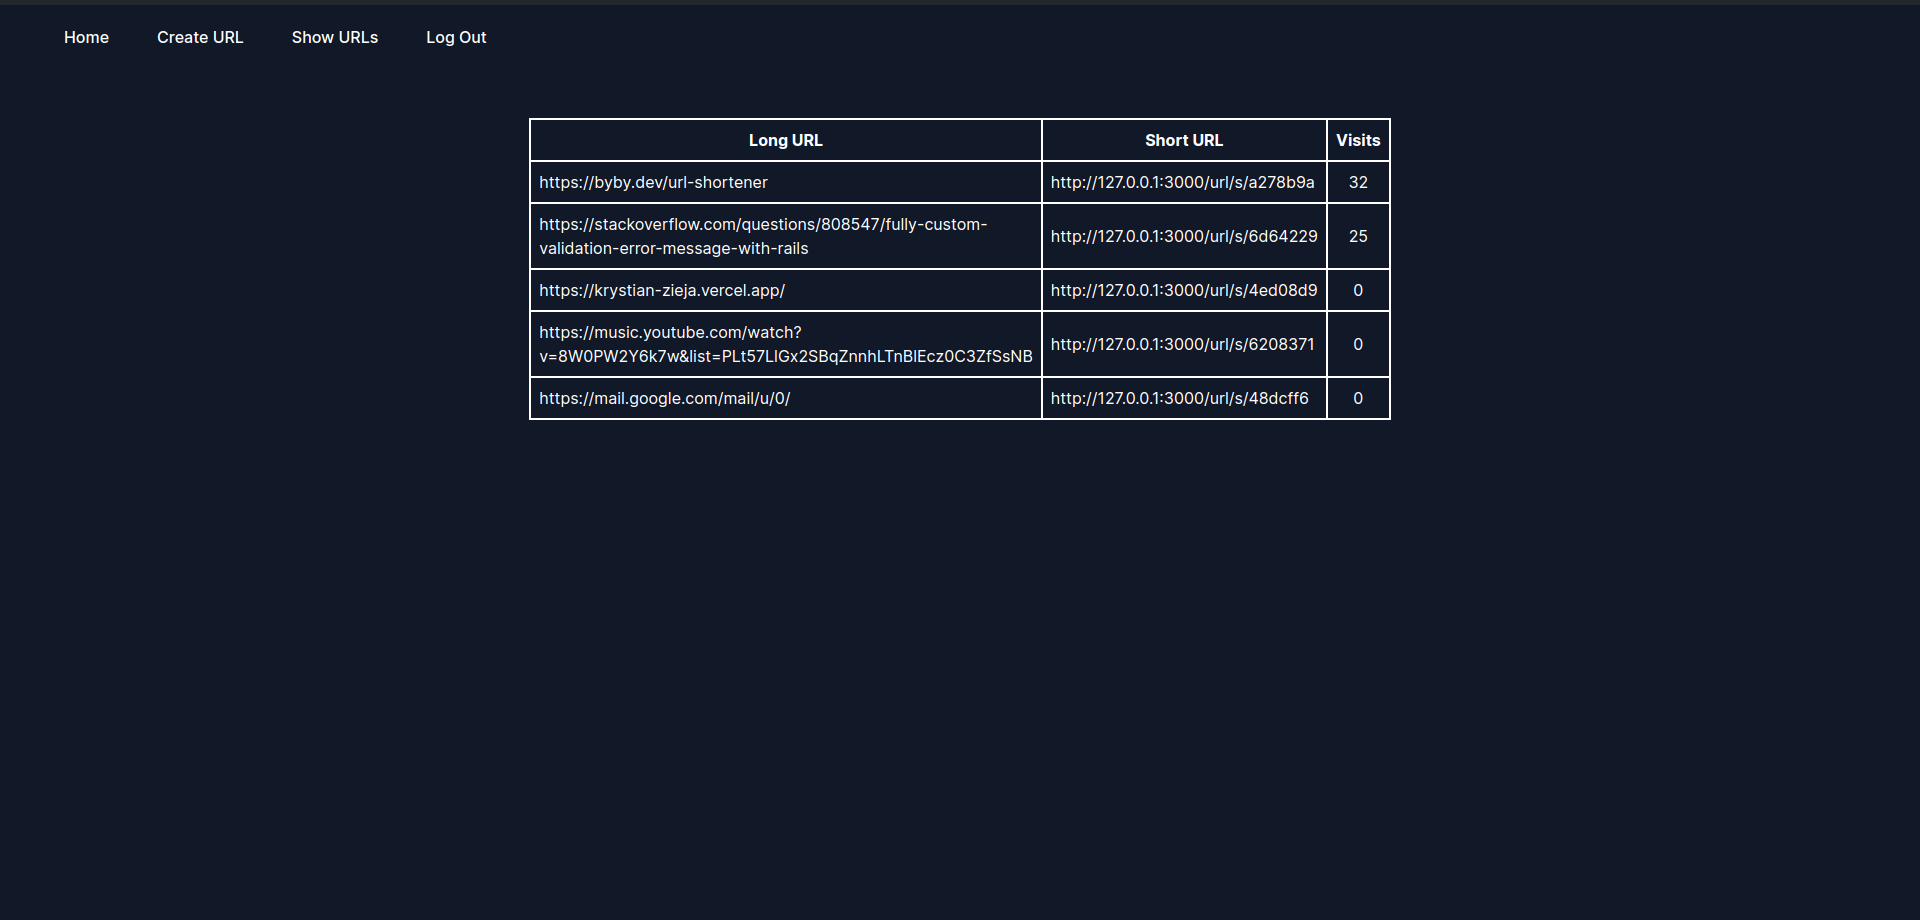 Home Create URL Show URLs Log Out
Long URL Short URL Visits
https://byby.dev/url-shortener http://127.0.0.1:3000/url/s/a278b9a 32
https://stackoverflow.com/questions/808547/fully-custom-
validation-error-message-with-rails http://127.0.0.1:3000/url/s/6d64229 25
https://krystian-zieja.vercel.app/ http://127.0.0.1:3000/url/s/4ed08d9 0
https://music.youtube.com/watch?
v=8W0PW2Y6k7w&list=PLt57LlGx2SBqZnnhLTnBlEcz0C3ZfSsNB http://127.0.0.1:3000/url/s/6208371 0
https://mail.google.com/mail/u/0/ http://127.0.0.1:3000/url/s/48dcff6 0